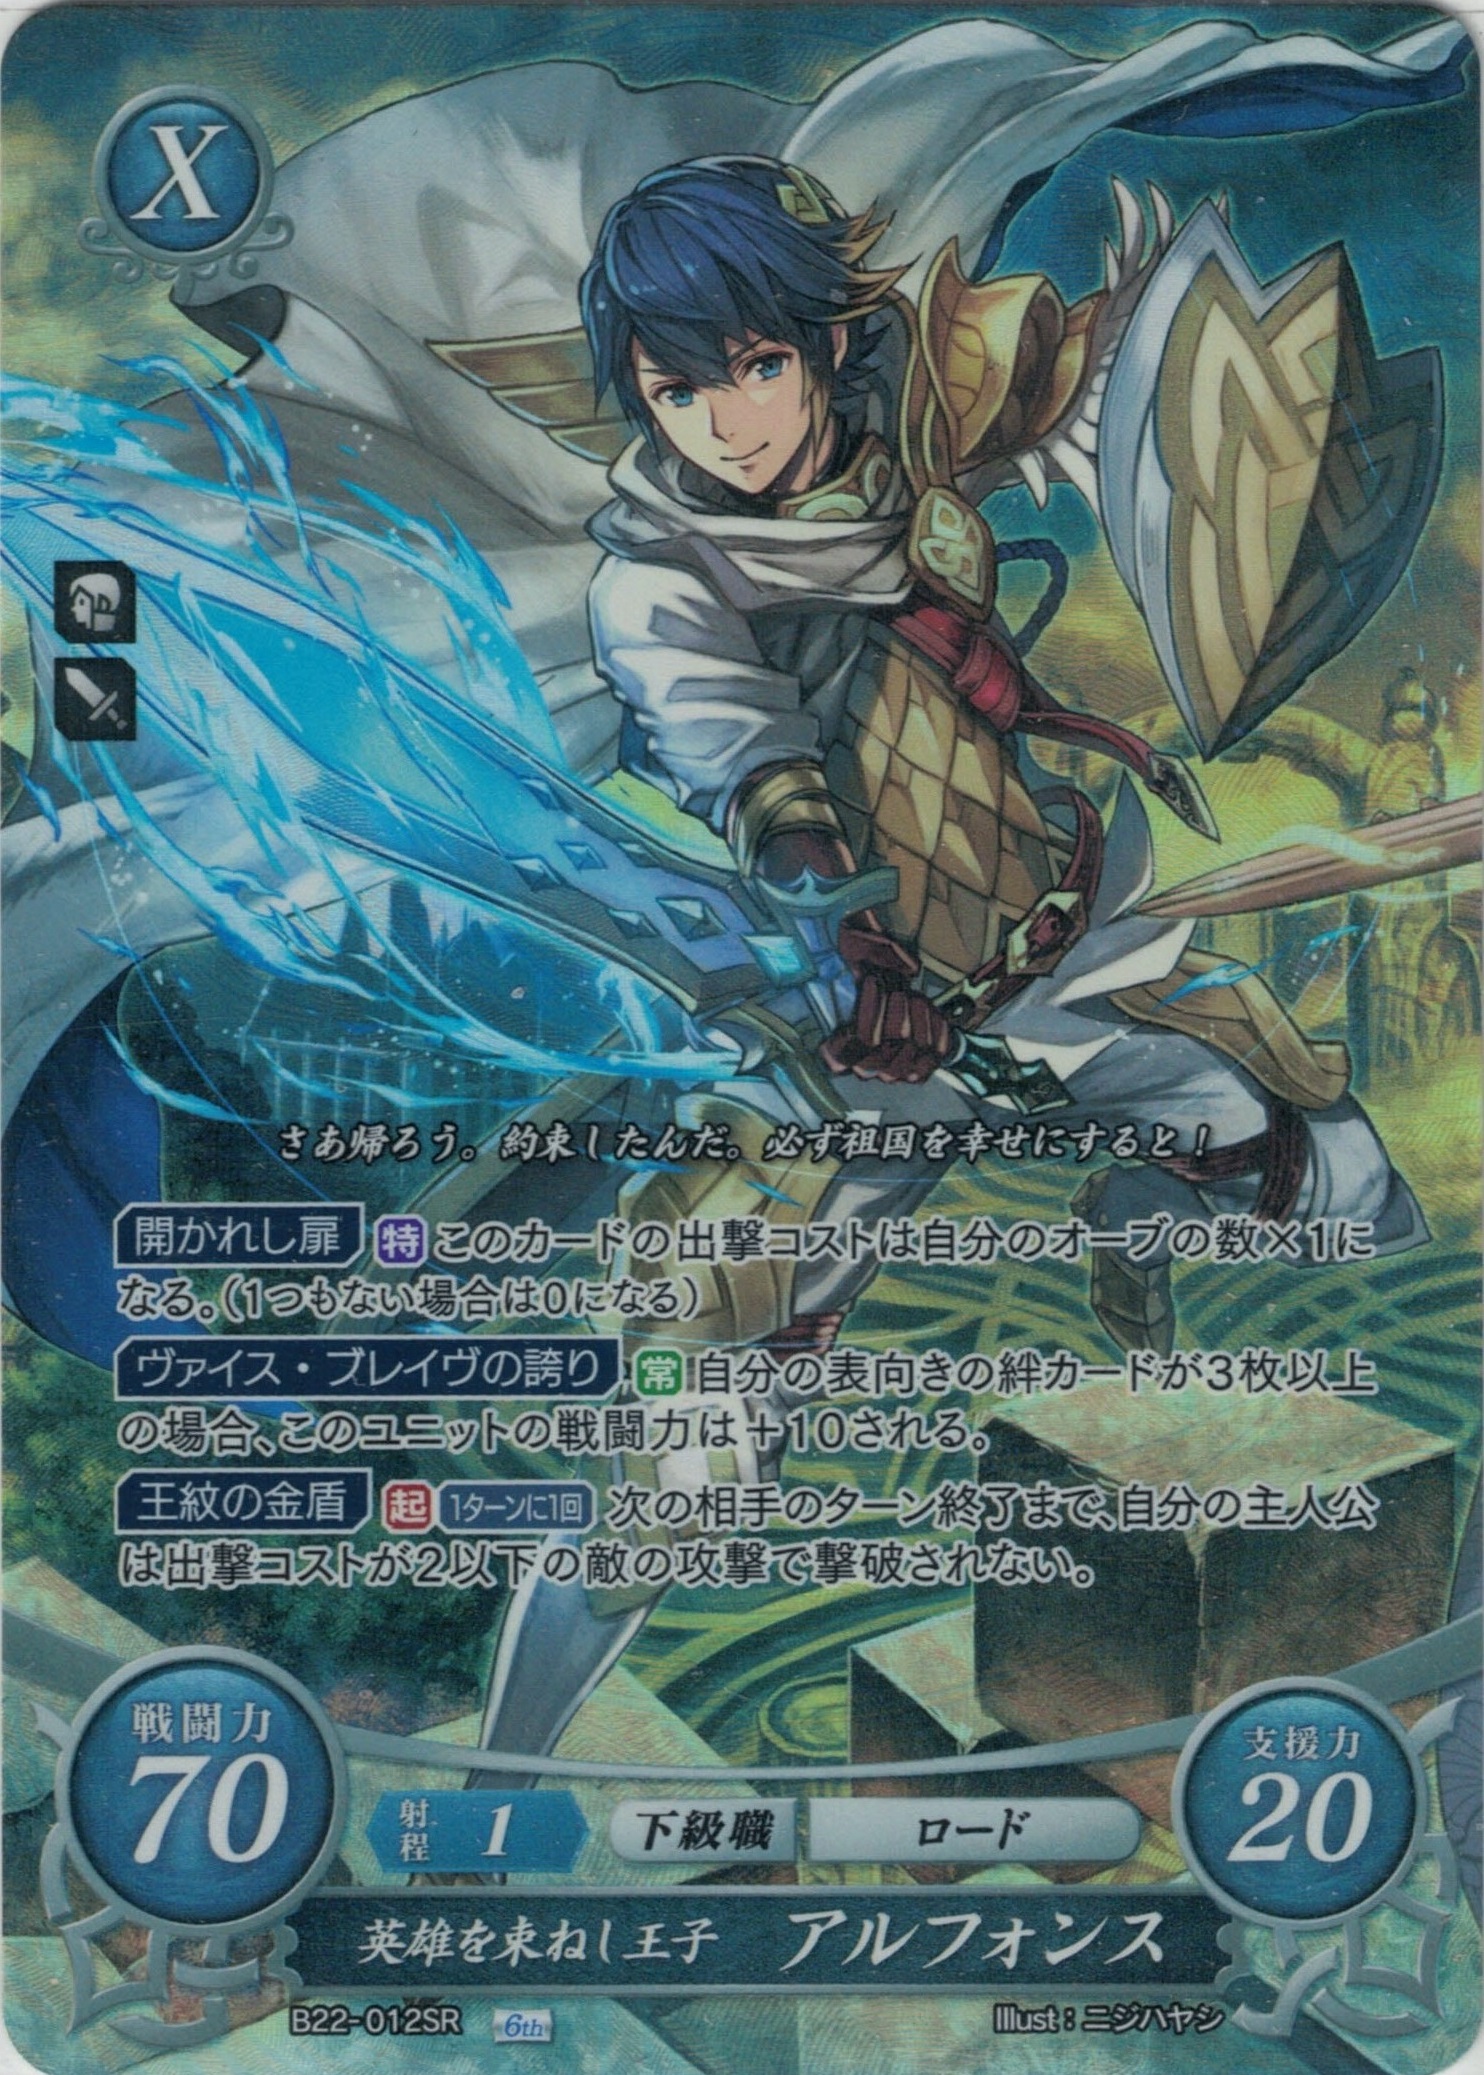 X
さあ帰ろう。約束したんだ。必ず祖国を幸せにすると！
開かれし扉 特 このカードの出撃コストは自分のオーブの数×1に
なる。（1つもない場合は0になる）
ヴァイス・ブレイヴの誇り 常 自分の表向きの絆カードが3枚以上
の場合、このユニットの戦闘力は＋10される。
王紋の金盾 起 1ターンに1回 次の相手のターン終了まで、自分の主人公
は出撃コストが2以下の敵の攻撃で撃破されない。
戦闘力
70
射程 1
下級職 ロード
支援力
20
英雄を束ねし王子 アルフォンス
B22-012SR 6th Illust：ニジハヤシ